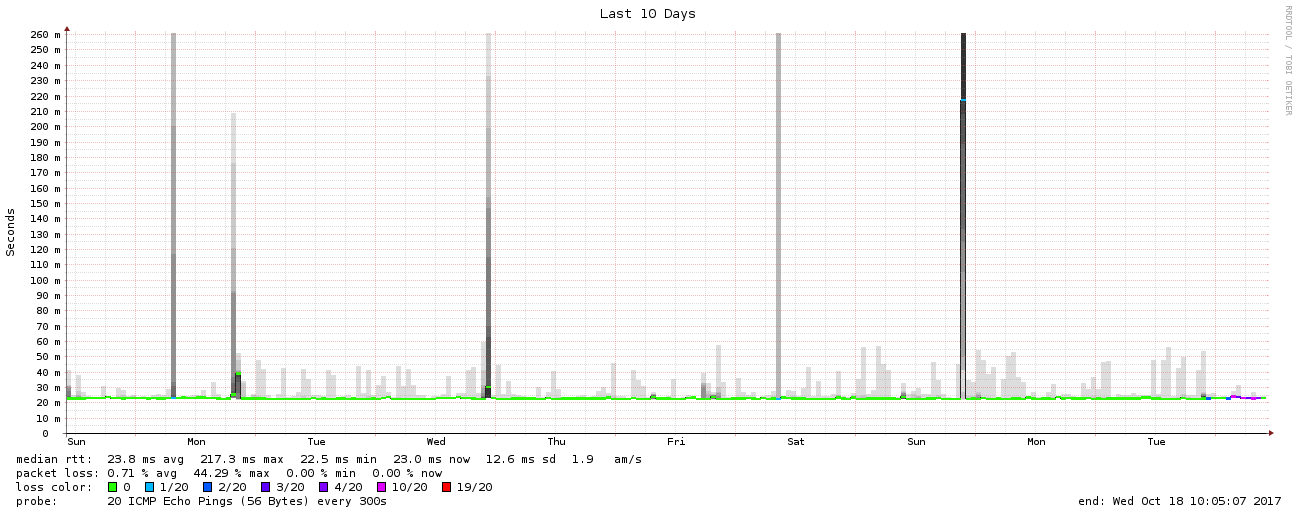 Last 10 Days
RRDTOOL / TOBI OETIKER
Seconds
260 m
250 m
240 m
230 m
220 m
210 m
200 m
190 m
180 m
170 m
160 m
150 m
140 m
130 m
120 m
110 m
100 m
90 m
80 m
70 m
60 m
50 m
40 m
30 m
20 m
10 m
0
Sun Mon Tue Wed Thu Fri Sat Sun Mon Tue
median rtt: 23.8 ms avg 217.3 ms max 22.5 ms min 23.0 ms now 12.6 ms sd 1.9 am/s
packet loss: 0.71 % avg 44.29 % max 0.00 % min 0.00 % now
loss color: 0 1/20 2/20 3/20 4/20 10/20 19/20
probe: 20 ICMP Echo Pings (56 Bytes) every 300s end: Wed Oct 18 10:05:07 2017